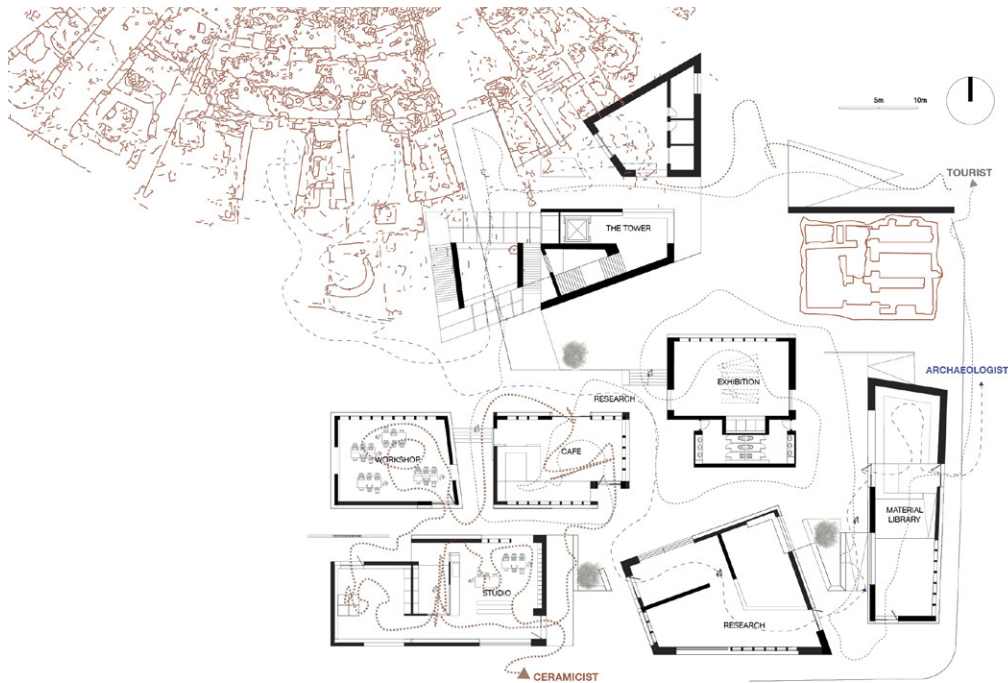 5m 10m
TOURIST
THE TOWER
ARCHAEOLOGIST
EXHIBITION
RESEARCH
CAFE
WORKSHOP
MATERIAL
LIBRARY
STUDIO
RESEARCH
CERAMICIST